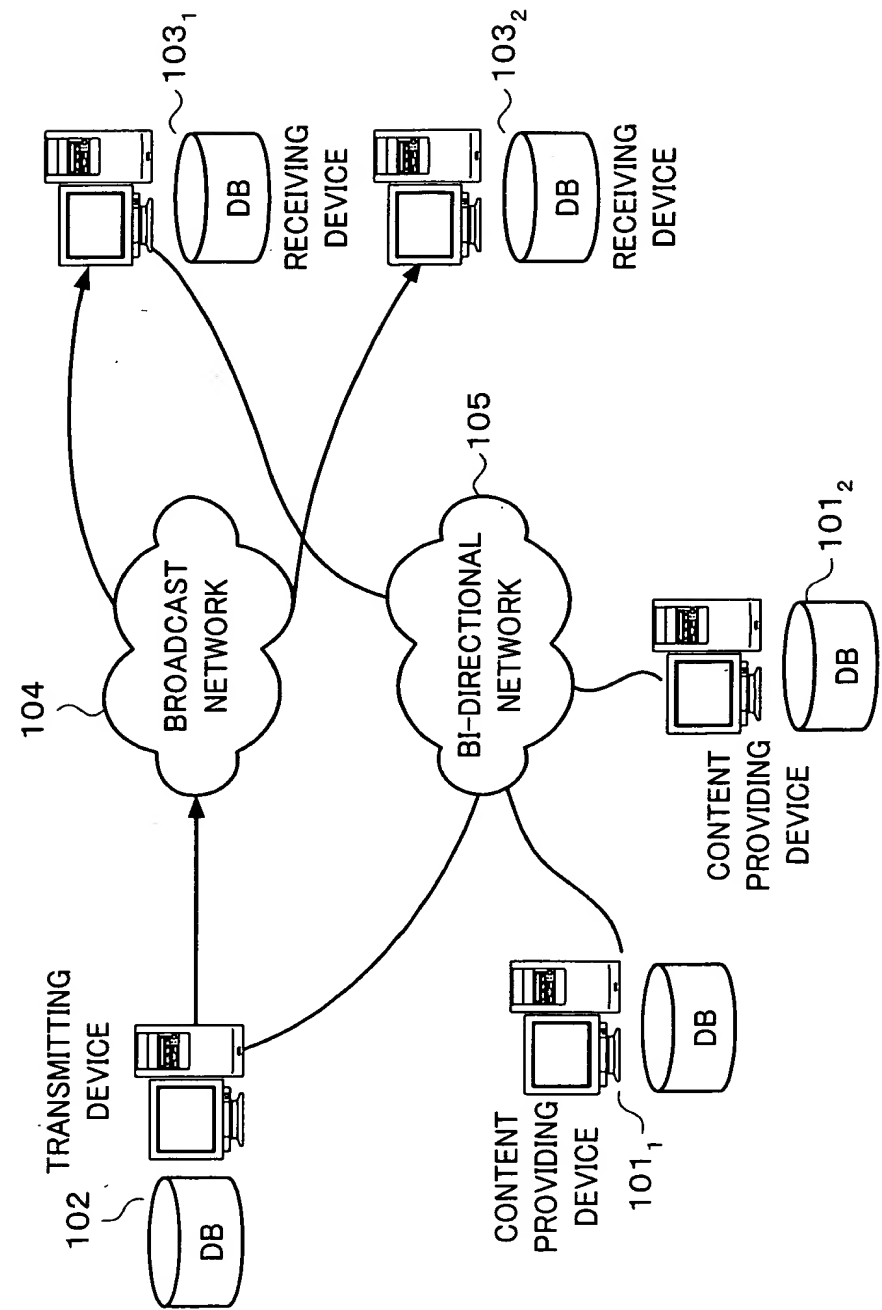 102
DB
TRANSMITTING
DEVICE
104
BROADCAST
NETWORK
103₁
DB
RECEIVING
DEVICE
103₂
DB
RECEIVING
DEVICE
105
BI-DIRECTIONAL
NETWORK
CONTENT
PROVIDING
DEVICE
101₁
DB
CONTENT
PROVIDING
DEVICE
101₂
DB